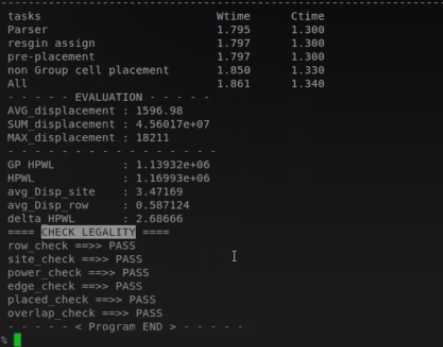 tasks Wtime Ctime
Parser 1.795 1.300
resgin assign 1.797 1.300
pre-placement 1.797 1.300
non Group cell placement 1.850 1.330
All 1.861 1.340
- - - - - EVALUATION - - - - -
AVG_displacement : 1596.98
SUM_displacement : 4.56017e+07
MAX_displacement : 18211
- - - - - - - - - - - - - - - -
GP HPWL : 1.13932e+06
HPWL : 1.16993e+06
avg_Disp_site : 3.47169
avg_Disp_row : 0.587124
delta HPWL : 2.68666
==== CHECK LEGALITY ====
row_check ==>> PASS
site_check ==>> PASS
power_check ==>> PASS
edge_check ==>> PASS
placed_check ==>> PASS
overlap_check ==>> PASS
- - - - - < Program END > - - - - -
%